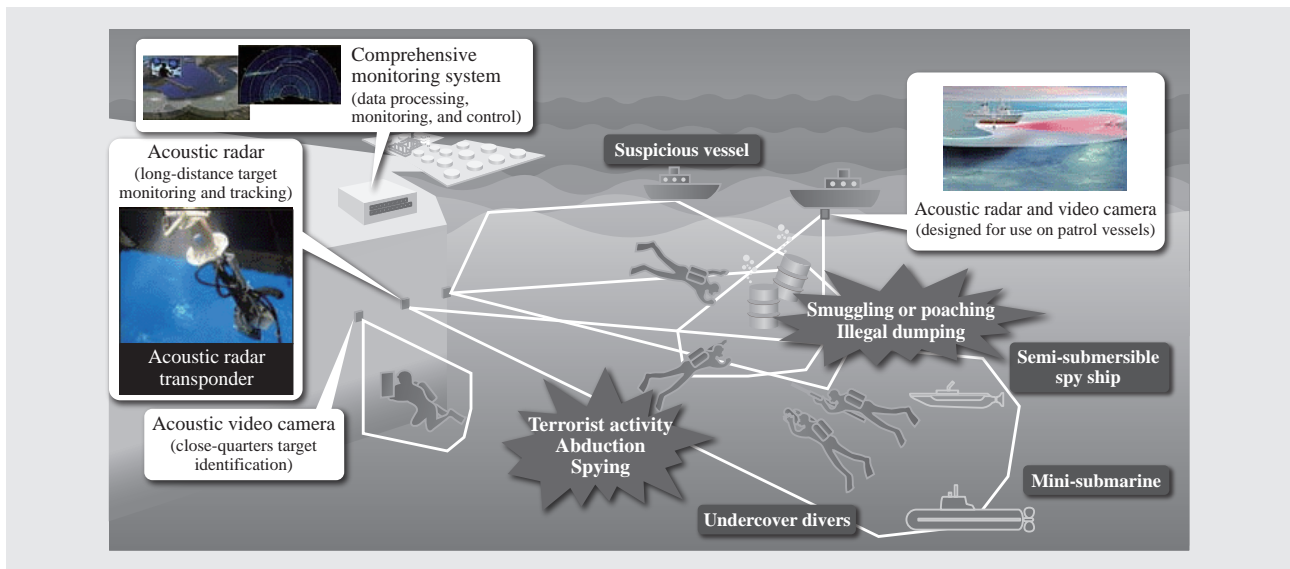 Comprehensive
monitoring system
(data processing,
monitoring, and control)
Acoustic radar
(long-distance target
monitoring and tracking)
Acoustic radar
transponder
Acoustic video camera
(close-quarters target
identification)
Suspicious vessel
Acoustic radar and video camera
(designed for use on patrol vessels)
Smuggling or poaching
Illegal dumping
Semi-submersible
spy ship
Terrorist activity
Abduction
Spying
Mini-submarine
Undercover divers